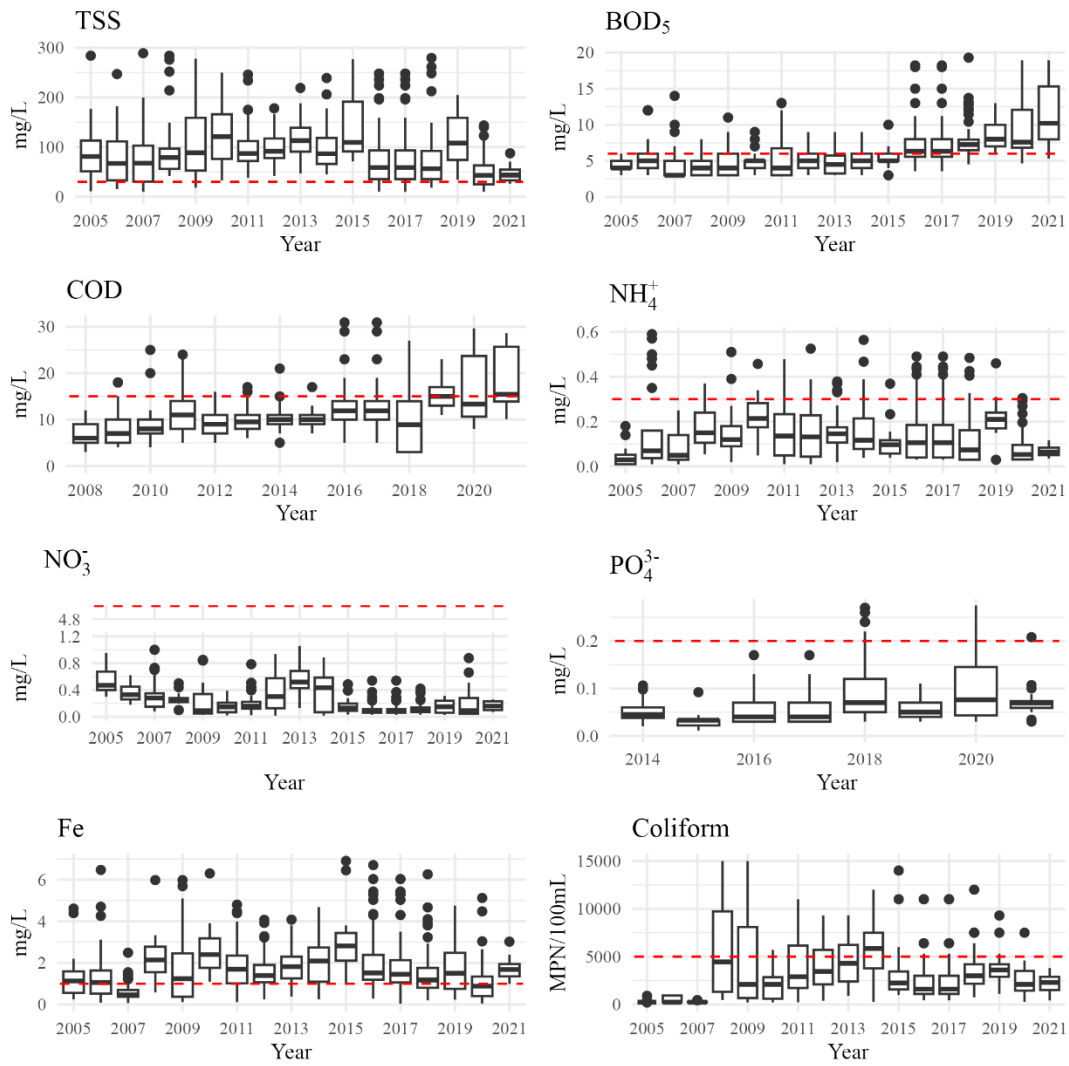 TSS
mg/L
300
200
100
0
2005 2007 2009 2011 2013 2015 2017 2019 2021
Year
BOD₅
mg/L
20
15
10
5
0
2005 2007 2009 2011 2013 2015 2017 2019 2021
Year
COD
mg/L
30
20
10
0
2008 2010 2012 2014 2016 2018 2020
Year
NH₄⁺
mg/L
0.6
0.4
0.2
0.0
2005 2007 2009 2011 2013 2015 2017 2019 2021
Year
NO₃⁻
mg/L
4.8
1.2
0.8
0.4
0.0
2005 2007 2009 2011 2013 2015 2017 2019 2021
Year
PO₄³⁻
mg/L
0.2
0.1
0.0
2014 2016 2018 2020
Year
Fe
mg/L
6
4
2
0
2005 2007 2009 2011 2013 2015 2017 2019 2021
Year
Coliform
MPN/100mL
15000
10000
5000
0
2005 2007 2009 2011 2013 2015 2017 2019 2021
Year